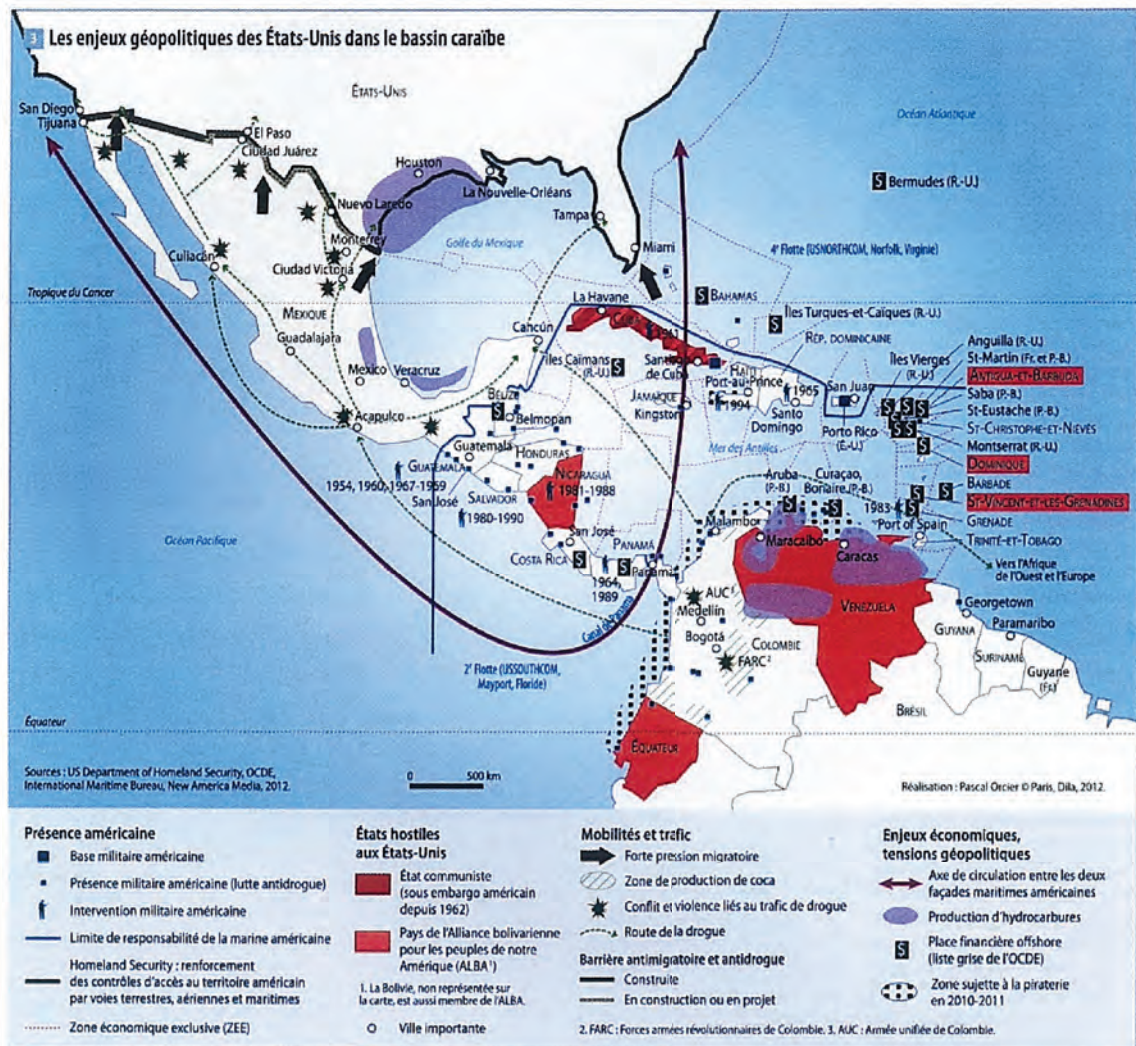 3 Les enjeux géopolitiques des États-Unis dans le bassin caraïbe
ÉTATS-UNIS
Océan Atlantique
San Diego
Tijuana
El Paso
Ciudad Juárez
Houston
La Nouvelle-Orléans
Bermudes (R.-U.)
Nuevo Laredo
Tampa
Monterrey
Golfe du Mexique
Miami
4e Flotte (USNORTHCOM, Norfolk, Virginie)
Culiacán
Ciudad Victoria
Tropique du Cancer
La Havane
BAHAMAS
MEXIQUE
CUBA
1961
Îles Turques-et-Caïques (R.-U.)
Guadalajara
Cancún
Îles Caïmans
(R.-U.)
Santiago
de Cuba
HAÏTI
RÉP. DOMINICAINE
Îles Vierges
(R.-U.)
Anguilla (R.-U.)
St-Martin (Fr. et P.-B.)
ANTIGUA-ET-BARBUDA
Saba (P.-B.)
St-Eustache (P.-B.)
ST-CHRISTOPHE-ET-NIÉVÈS
Montserrat (R.-U.)
DOMINIQUE
BARBADE
ST-VINCENT-ET-LES-GRENADINES
GRENADE
TRINITÉ-ET-TOBAGO
Mexico
Veracruz
Port-au-Prince
1965
San Juan
BELIZE
JAMAÏQUE
Kingston
1994
Santo
Domingo
Porto Rico
(É.-U.)
Acapulco
Belmopan
Guatemala
HONDURAS
Mer des Antilles
GUATEMALA
1954, 1960, 1967-1969
San José
SALVADOR
1980-1990
NICARAGUA
1981-1988
Aruba
(P.-B.)
Curaçao,
Bonaire (P.-B.)
1983
Port of Spain
Malambo
Maracaibo
Caracas
San José
COSTA RICA
PANAMÁ
Panamá
1964,
1989
Canal de Panama
Océan Pacifique
Vers l'Afrique
de l'Ouest et l'Europe
AUC
Medellín
Bogotá
COLOMBIE
FARC2
VENEZUELA
Georgetown
Paramaribo
GUYANA
SURINAME
Guyane
(Fr.)
2e Flotte (USSOUTHCOM,
Mayport, Floride)
BRÉSIL
Équateur
ÉQUATEUR
Sources : US Department of Homeland Security, OCDE,
International Maritime Bureau, New America Media, 2012.
0 500 km
Réalisation : Pascal Orcier © Paris, Dila, 2012.
Présence américaine
Base militaire américaine
Présence militaire américaine (lutte antidrogue)
Intervention militaire américaine
Limite de responsabilité de la marine américaine
Homeland Security : renforcement
des contrôles d'accès au territoire américain
par voies terrestres, aériennes et maritimes
Zone économique exclusive (ZEE)
États hostiles
aux États-Unis
État communiste
(sous embargo américain
depuis 1962)
Pays de l'Alliance bolivarienne
pour les peuples de notre
Amérique (ALBA1)
1. La Bolivie, non représentée sur
la carte, est aussi membre de l'ALBA.
Ville importante
Mobilités et trafic
Forte pression migratoire
Zone de production de coca
Conflit et violence liés au trafic de drogue
Route de la drogue
Barrière antimigratoire et antidrogue
Construite
En construction ou en projet
2. FARC : Forces armées révolutionnaires de Colombie. 3. AUC : Armée unifiée de Colombie.
Enjeux économiques,
tensions géopolitiques
Axe de circulation entre les deux
façades maritimes américaines
Production d'hydrocarbures
Place financière offshore
(liste grise de l'OCDE)
Zone sujette à la piraterie
en 2010-2011